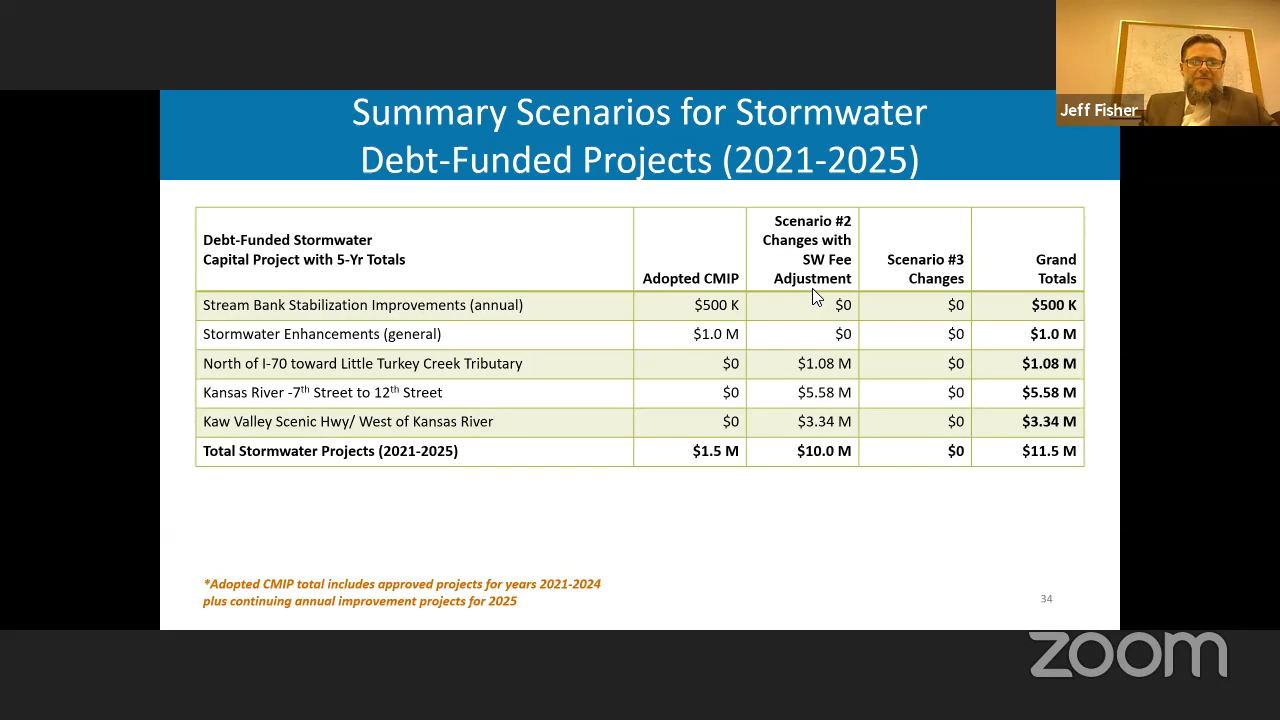 Jeff Fisher
Summary Scenarios for Stormwater
Debt-Funded Projects (2021-2025)
Debt-Funded Stormwater
Capital Project with 5-Yr Totals
Adopted CMIP
Scenario #2
Changes with
SW Fee
Adjustment
Scenario #3
Changes
Grand
Totals
Stream Bank Stabilization Improvements (annual) $500 K $0 $0 $500 K
Stormwater Enhancements (general) $1.0 M $0 $0 $1.0 M
North of I-70 toward Little Turkey Creek Tributary $0 $1.08 M $0 $1.08 M
Kansas River -7th Street to 12th Street $0 $5.58 M $0 $5.58 M
Kaw Valley Scenic Hwy/ West of Kansas River $0 $3.34 M $0 $3.34 M
Total Stormwater Projects (2021-2025) $1.5 M $10.0 M $0 $11.5 M
*Adopted CMIP total includes approved projects for years 2021-2024
plus continuing annual improvement projects for 2025
34
zoom